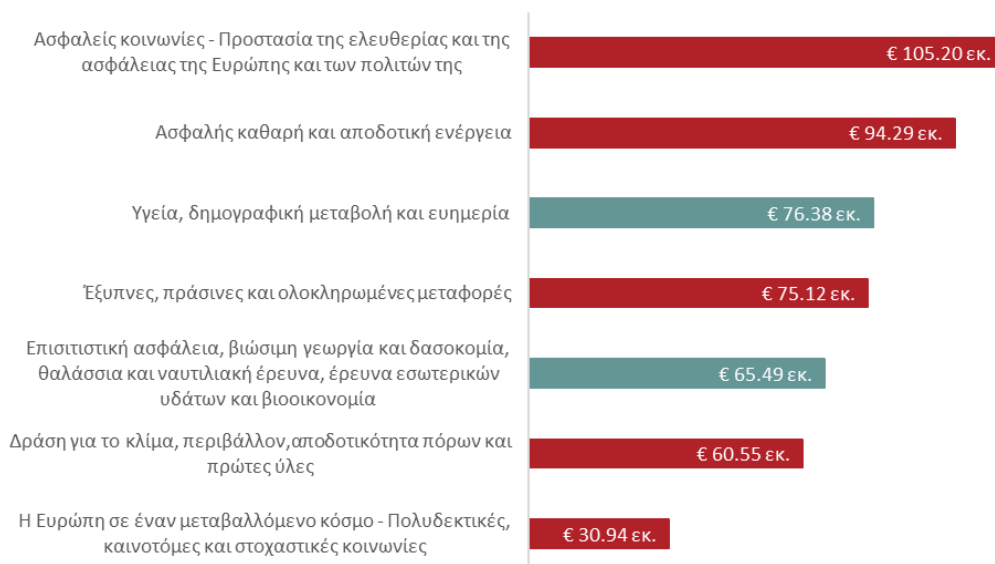 Ασφαλείς κοινωνίες - Προστασία της ελευθερίας και της
ασφάλειας της Ευρώπης και των πολιτών της
€ 105.20 εκ.
Ασφαλής καθαρή και αποδοτική ενέργεια
€ 94.29 εκ.
Υγεία, δημογραφική μεταβολή και ευημερία
€ 76.38 εκ.
Έξυπνες, πράσινες και ολοκληρωμένες μεταφορές
€ 75.12 εκ.
Επισιτιστική ασφάλεια, βιώσιμη γεωργία και δασοκομία,
θαλάσσια και ναυτιλιακή έρευνα, έρευνα εσωτερικών
υδάτων και βιοοικονομία
€ 65.49 εκ.
Δράση για το κλίμα, περιβάλλον,αποδοτικότητα πόρων και
πρώτες ύλες
€ 60.55 εκ.
Η Ευρώπη σε έναν μεταβαλλόμενο κόσμο - Πολυδεκτικές,
καινοτόμες και στοχαστικές κοινωνίες
€ 30.94 εκ.